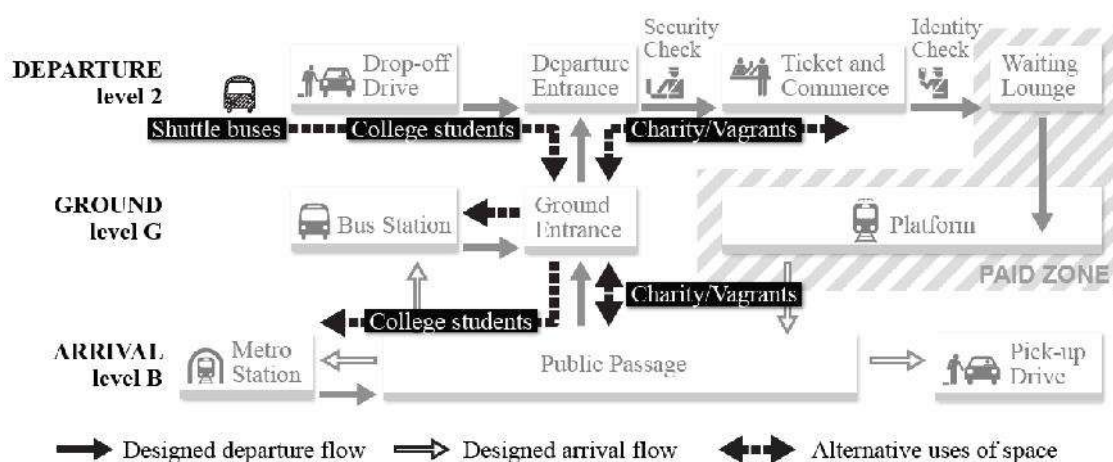 Security
Check
Identity
Check
DEPARTURE
level 2
Drop-off
Drive
Departure
Entrance
Ticket and
Commerce
Waiting
Lounge
Shuttle buses
College students
Charity/Vagrants
GROUND
level G
Bus Station
Ground
Entrance
Platform
PAID ZONE
College students
Charity/Vagrants
ARRIVAL
level B
Metro
Station
Public Passage
Pick-up
Drive
Designed departure flow
Designed arrival flow
Alternative uses of space